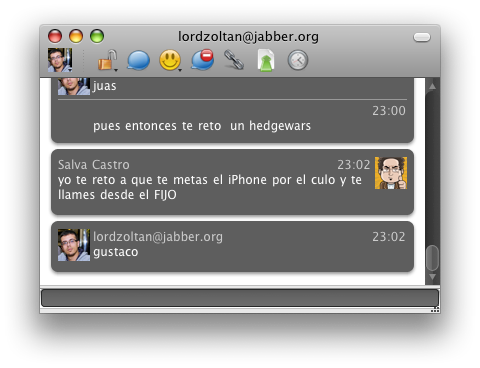 lordzoltan@jabber.org
juas
23:00
pues entonces te reto  un hedgewars
Salva Castro 23:02
yo te reto a que te metas el iPhone por el culo y te
llames desde el FIJO
lordzoltan@jabber.org 23:02
gustaco